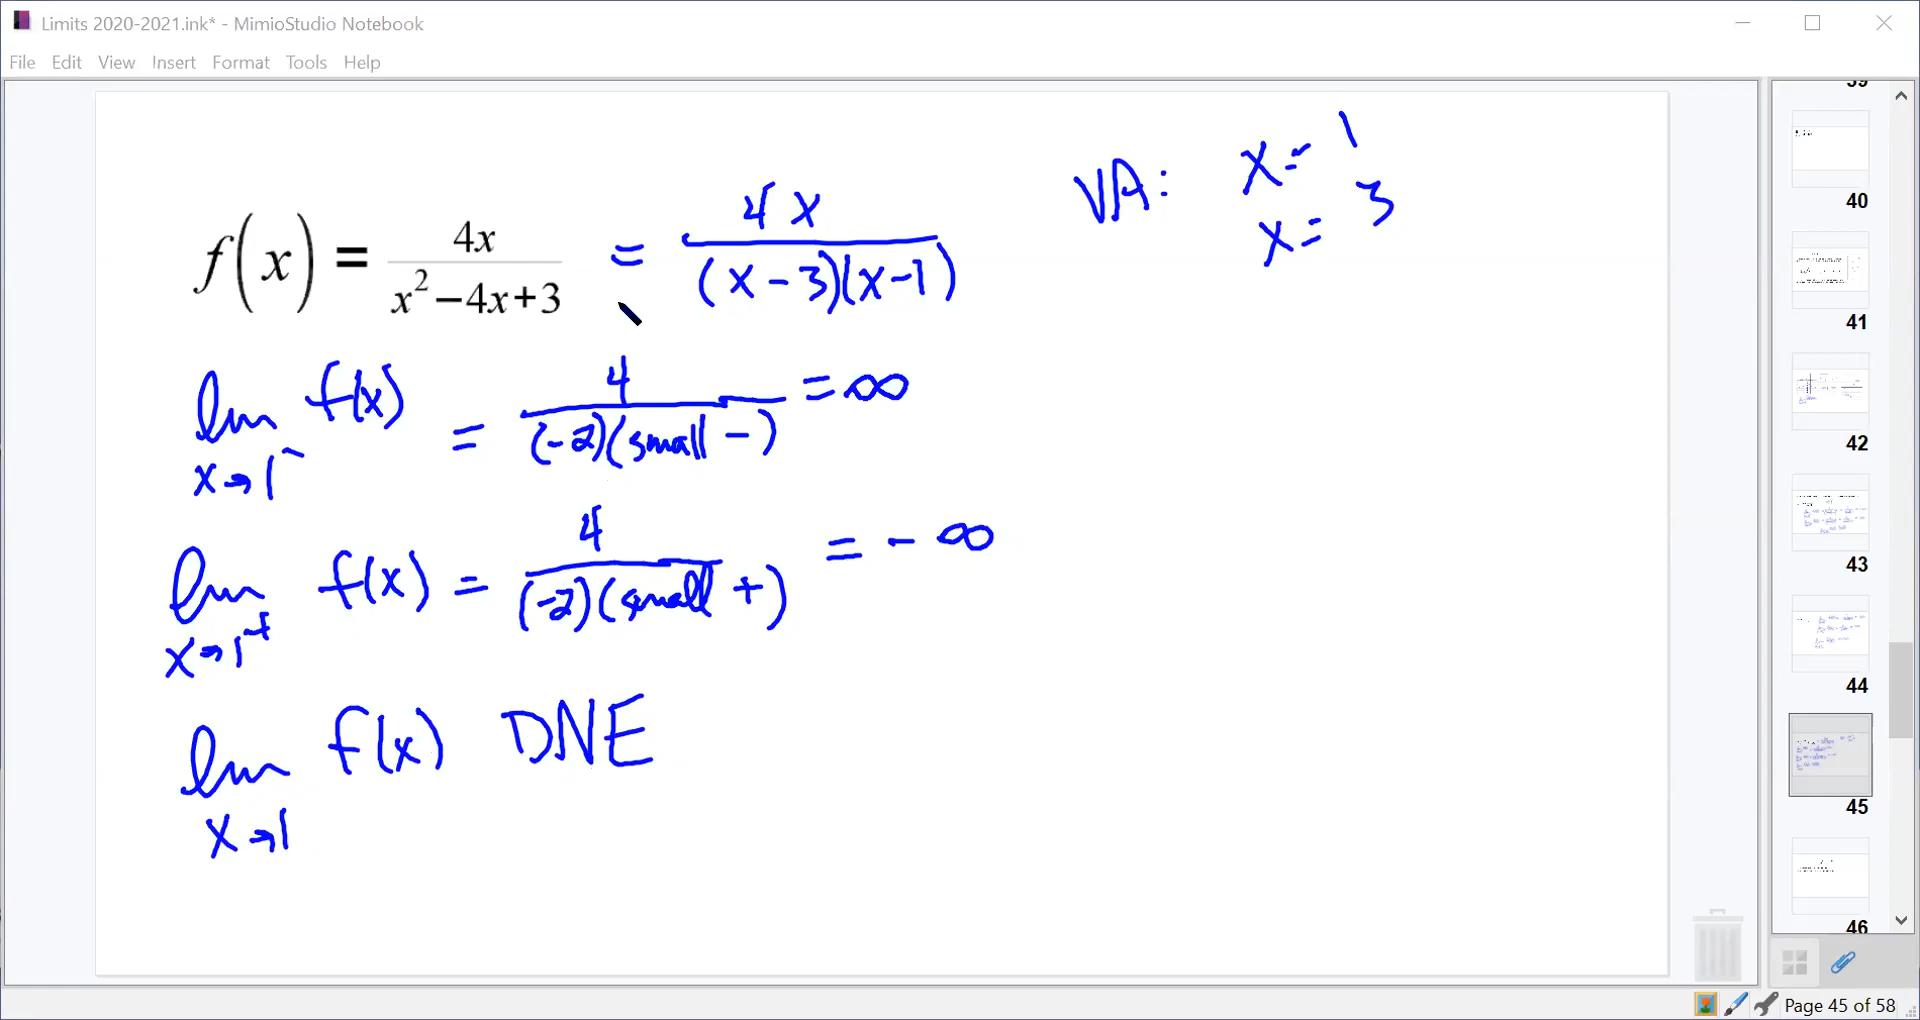 Limits 2020-2021.ink* - MimioStudio Notebook
File Edit View Insert Format Tools Help
f(x) = 4x / (x² − 4x + 3) = 4x / ((x − 3)(x − 1))
VA: x = 1
x = 3
lim x→1⁻ f(x) = 4 / ((−2)(small −)) = ∞
lim x→1⁺ f(x) = 4 / ((−2)(small +)) = − ∞
lim x→1 f(x) DNE
39
40
41
42
43
44
45
46
Page 45 of 58